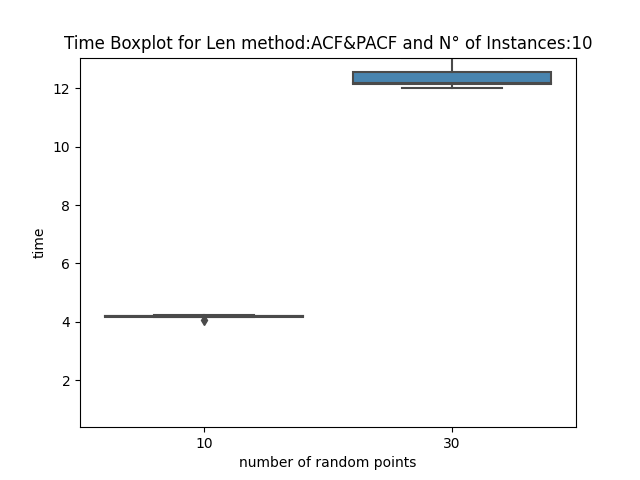 Time Boxplot for Len method:ACF&PACF and N° of Instances:10
12
10
8
6
4
2
time
10 30
number of random points